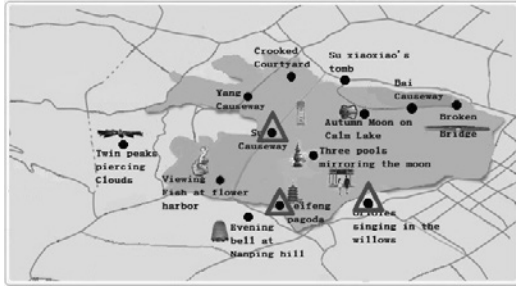 Crooked
Courtyard
Su xiaoxiao's
tomb
Bai
Causeway
Yang
Causeway
Autumn Moon on
Calm Lake
Broken
Bridge
Su
Causeway
Twin peaks
piercing
Clouds
Three pools
mirroring the moon
Viewing
Fish at flower
harbor
pagoda
singing in the
willows
Evening
bell at
Nanping hill